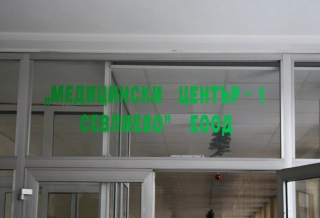 „МЕДИЦИНСКИ ЦЕНТЪР - 1
СЕВЛИЕВО" ЕООД